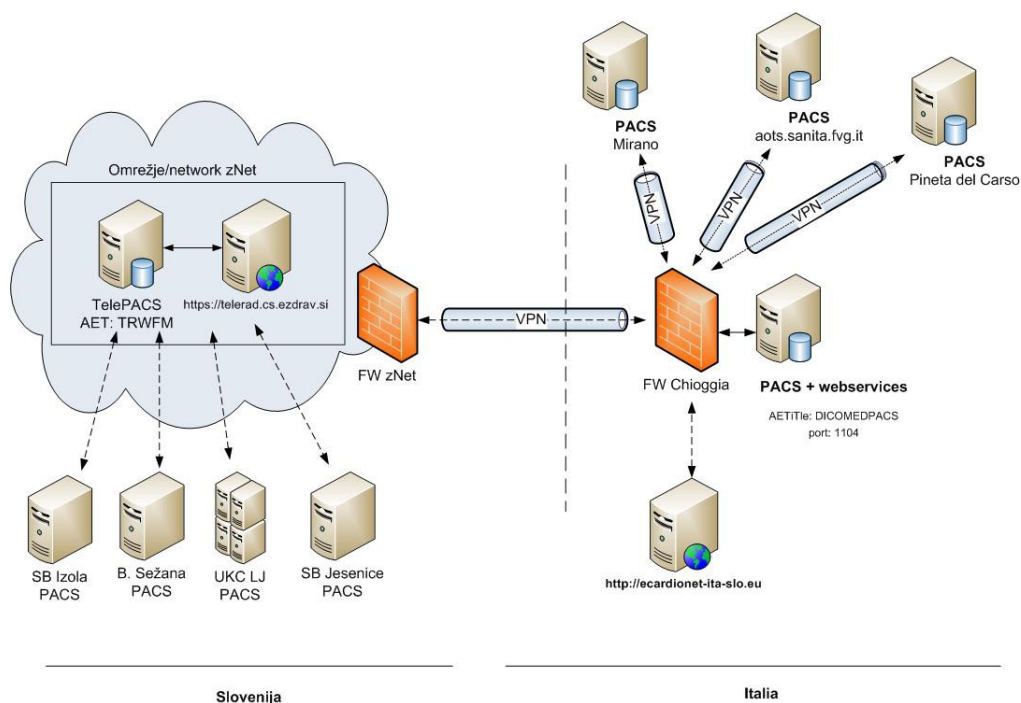 Omrežje/network zNet
TelePACS
AET: TRWFM
https://telerad.cs.ezdrav.si
FW zNet
SB Izola
PACS
B. Sežana
PACS
UKC LJ
PACS
SB Jesenice
PACS
VPN
PACS
Mirano
PACS
aots.sanita.fvg.it
PACS
Pineta del Carso
VPN
VPN
VPN
FW Chioggia
PACS + webservices
AETiTle: DICOMEDPACS
port: 1104
http://ecardionet-ita-slo.eu
Slovenija
Italia